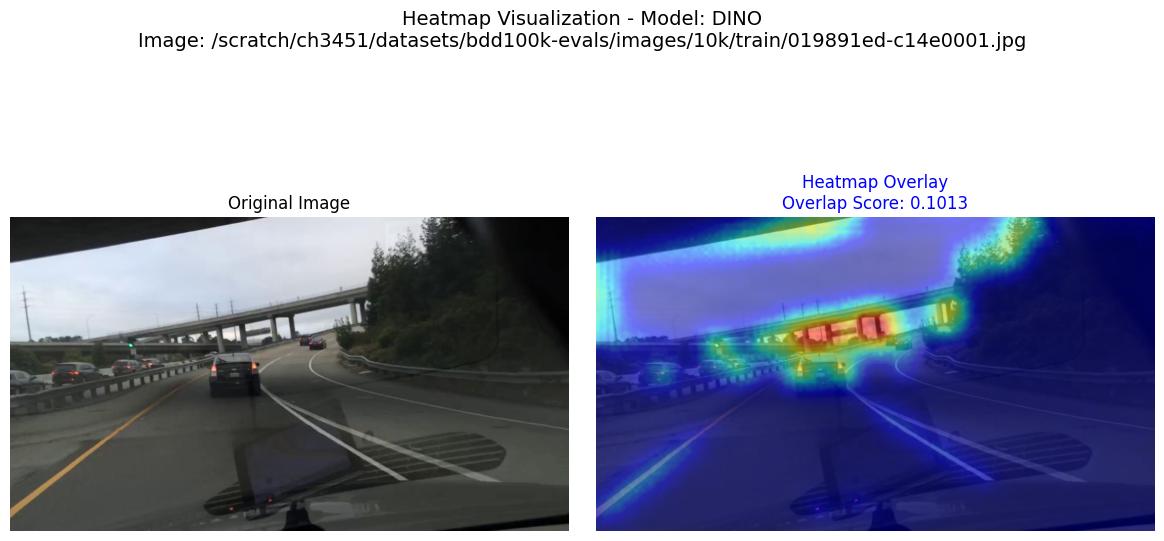 Heatmap Visualization - Model: DINO
Image: /scratch/ch3451/datasets/bdd100k-evals/images/10k/train/019891ed-c14e0001.jpg
Original Image
Heatmap Overlay
Overlap Score: 0.1013